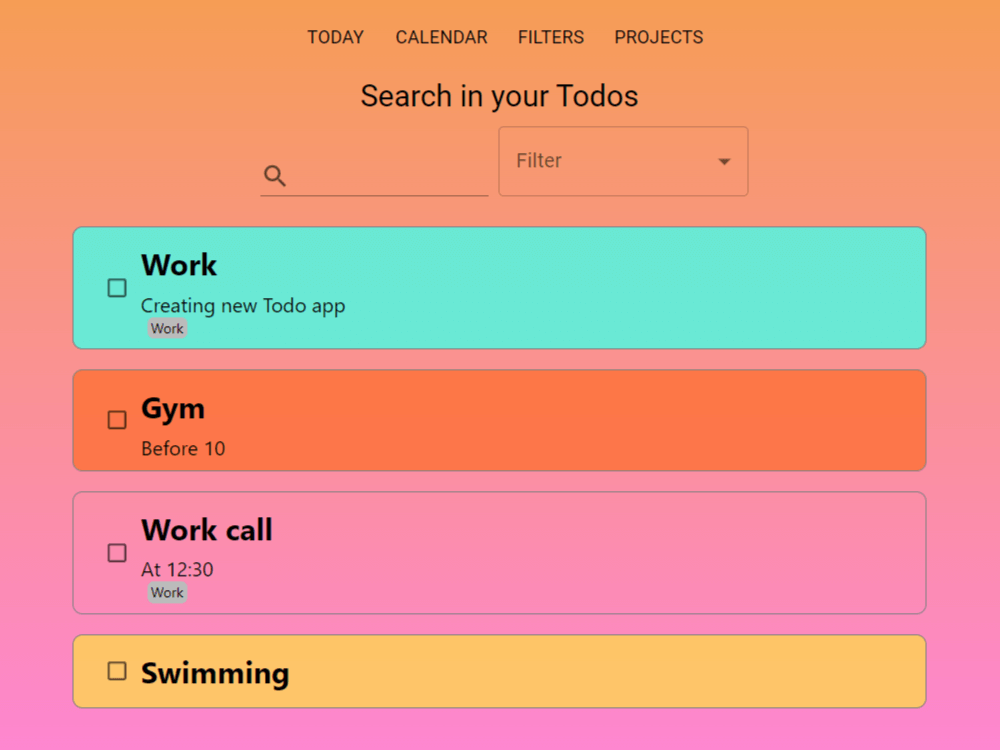 TODAY CALENDAR FILTERS PROJECTS
Search in your Todos
Filter
Work
Creating new Todo app
Work
Gym
Before 10
Work call
At 12:30
Work
Swimming